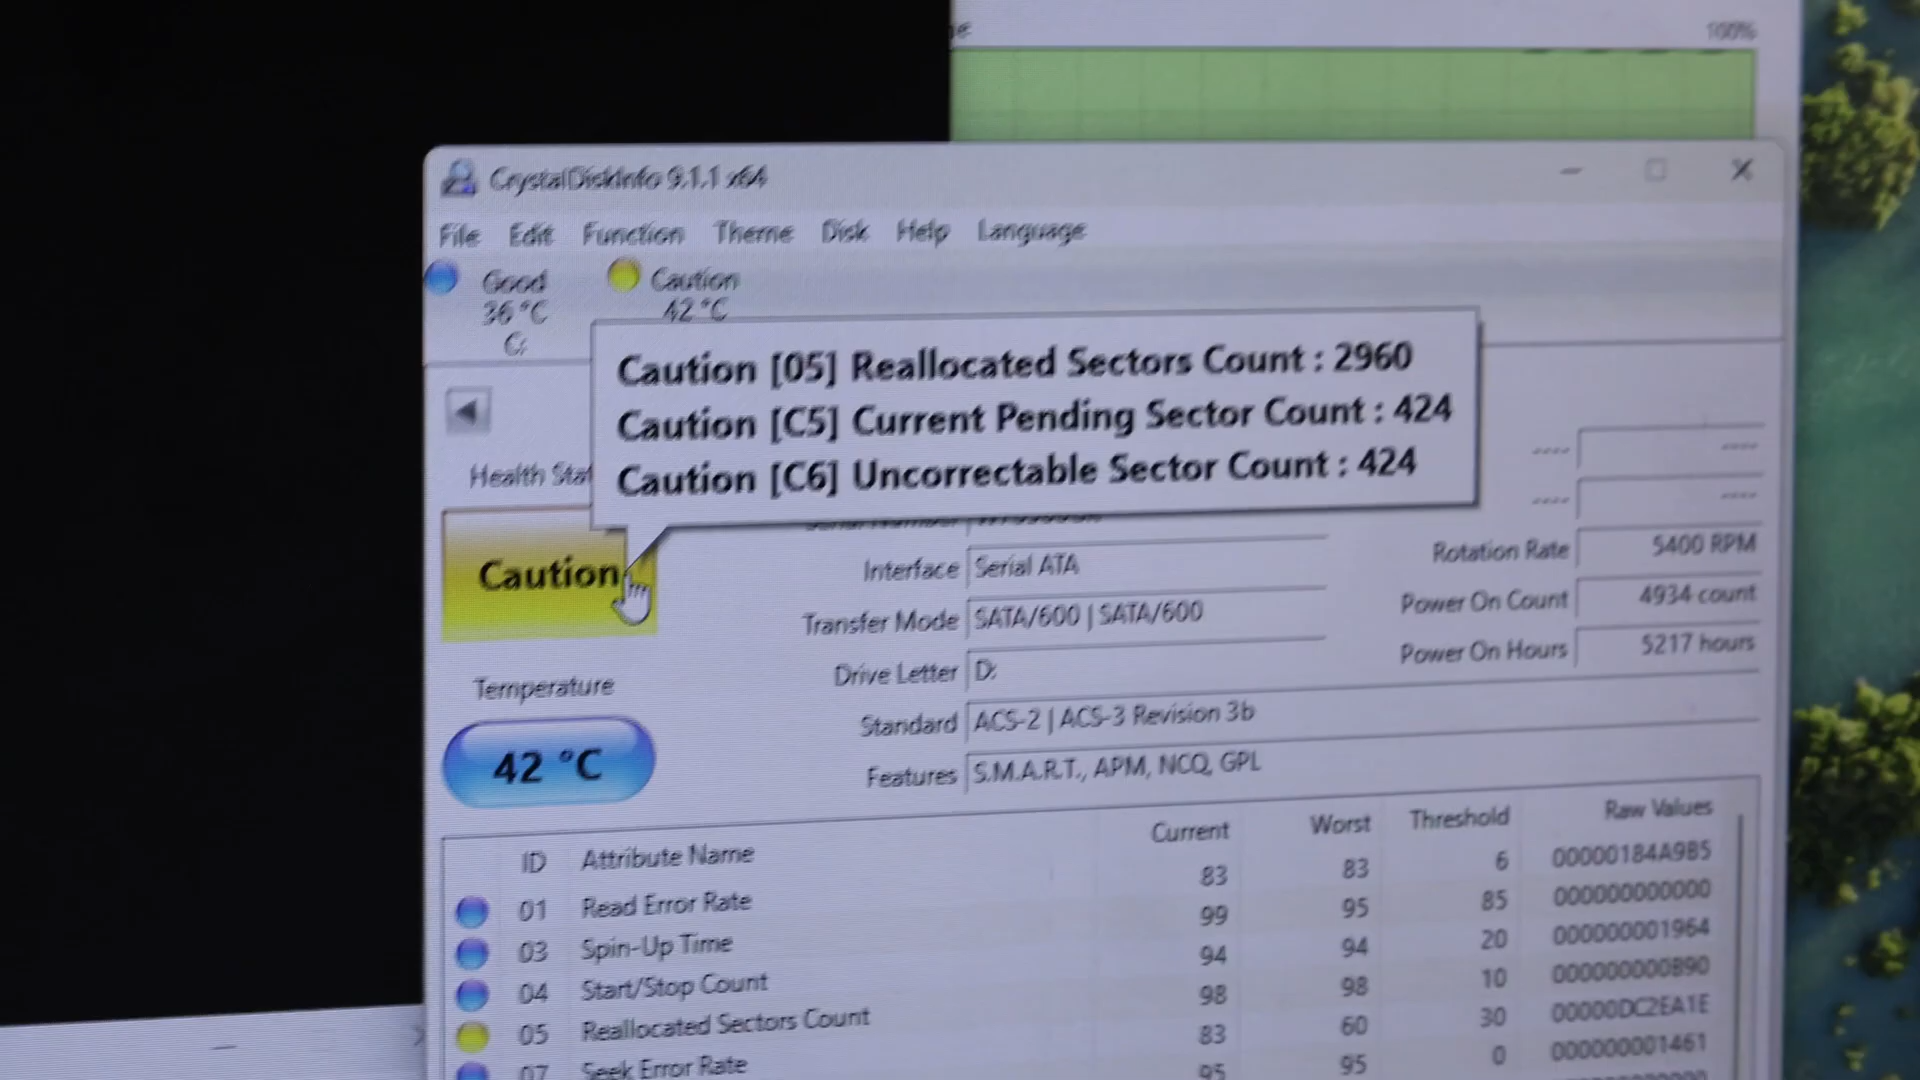 100%
CrystalDiskInfo 9.1.1 x64
File Edit Function Theme Disk Help Language
Good Caution
36 °C 42 °C
C:
Caution [05] Reallocated Sectors Count : 2960
Caution [C5] Current Pending Sector Count : 424
Caution [C6] Uncorrectable Sector Count : 424
Health Stat
Caution
Temperature
42 °C
Interface Serial ATA
Transfer Mode SATA/600 | SATA/600
Drive Letter D:
Standard ACS-2 | ACS-3 Revision 3b
Features S.M.A.R.T., APM, NCQ, GPL
---- ----
---- ----
Rotation Rate 5400 RPM
Power On Count 4934 count
Power On Hours 5217 hours
ID Attribute Name Current Worst Threshold Raw Values
01 Read Error Rate 83 83 6 00000184A9B5
03 Spin-Up Time 99 95 85 000000000000
04 Start/Stop Count 94 94 20 000000001964
05 Reallocated Sectors Count 98 98 10 000000000B90
07 Seek Error Rate 83 60 30 00000DC2EA1E
95 95 0 000000001461